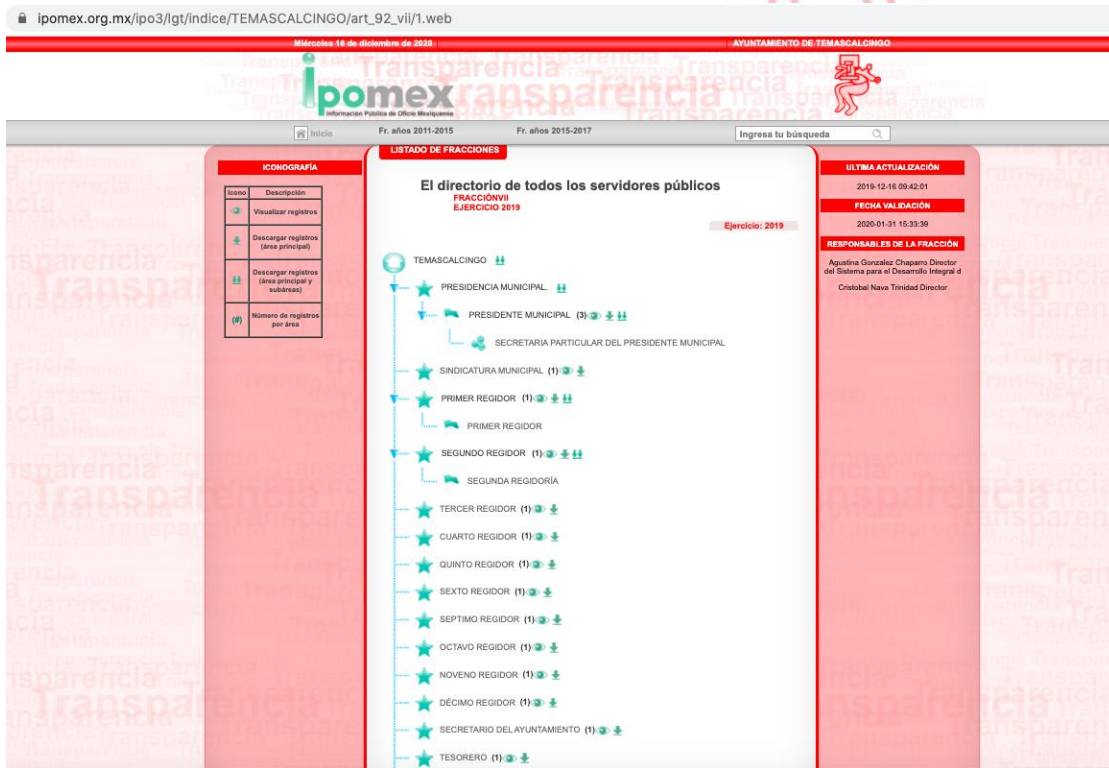 ipomex.org.mx/ipo3/lgt/indice/TEMASCALCINGO/art_92_vii/1.web
Miércoles 16 de diciembre de 2020
AYUNTAMIENTO DE TEMASCALCINGO
ipomex
Información Pública de Oficio Mexiquense
Inicio
Fr. años 2011-2015
Fr. años 2015-2017
Ingresa tu búsqueda
ICONOGRAFÍA
Icono Descripción
Visualizar registros
Descargar registros
(área principal)
Descargar registros
(área principal y
subáreas)
(#) Número de registros
por área
LISTADO DE FRACCIONES
El directorio de todos los servidores públicos
FRACCIÓNVII
EJERCICIO 2019
Ejercicio: 2019
TEMASCALCINGO
PRESIDENCIA MUNICIPAL.
PRESIDENTE MUNICIPAL (3)
SECRETARIA PARTICULAR DEL PRESIDENTE MUNICIPAL
SINDICATURA MUNICIPAL (1)
PRIMER REGIDOR (1)
PRIMER REGIDOR
SEGUNDO REGIDOR (1)
SEGUNDA REGIDORÍA
TERCER REGIDOR (1)
CUARTO REGIDOR (1)
QUINTO REGIDOR (1)
SEXTO REGIDOR (1)
SEPTIMO REGIDOR (1)
OCTAVO REGIDOR (1)
NOVENO REGIDOR (1)
DÉCIMO REGIDOR (1)
SECRETARIO DEL AYUNTAMIENTO (1)
TESORERO (1)
ULTIMA ACTUALIZACIÓN
2019-12-16 09:42:01
FECHA VALIDACIÓN
2020-01-31 15:33:39
RESPONSABLES DE LA FRACCIÓN
Agustina Gonzalez Chaparro Director
del Sistema para el Desarrollo Integral d
Cristobal Nava Trinidad Director